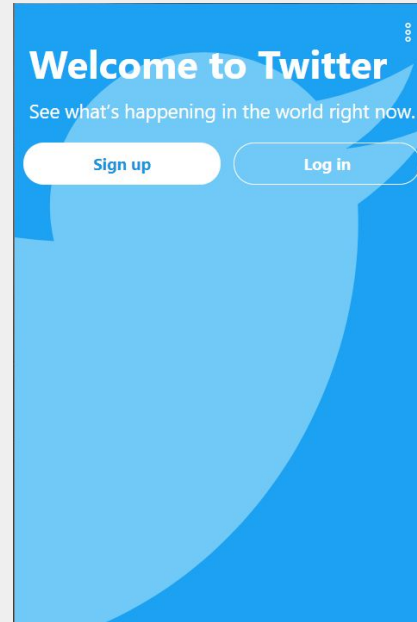 Welcome to Twitter
See what's happening in the world right now.
Sign up
Log in